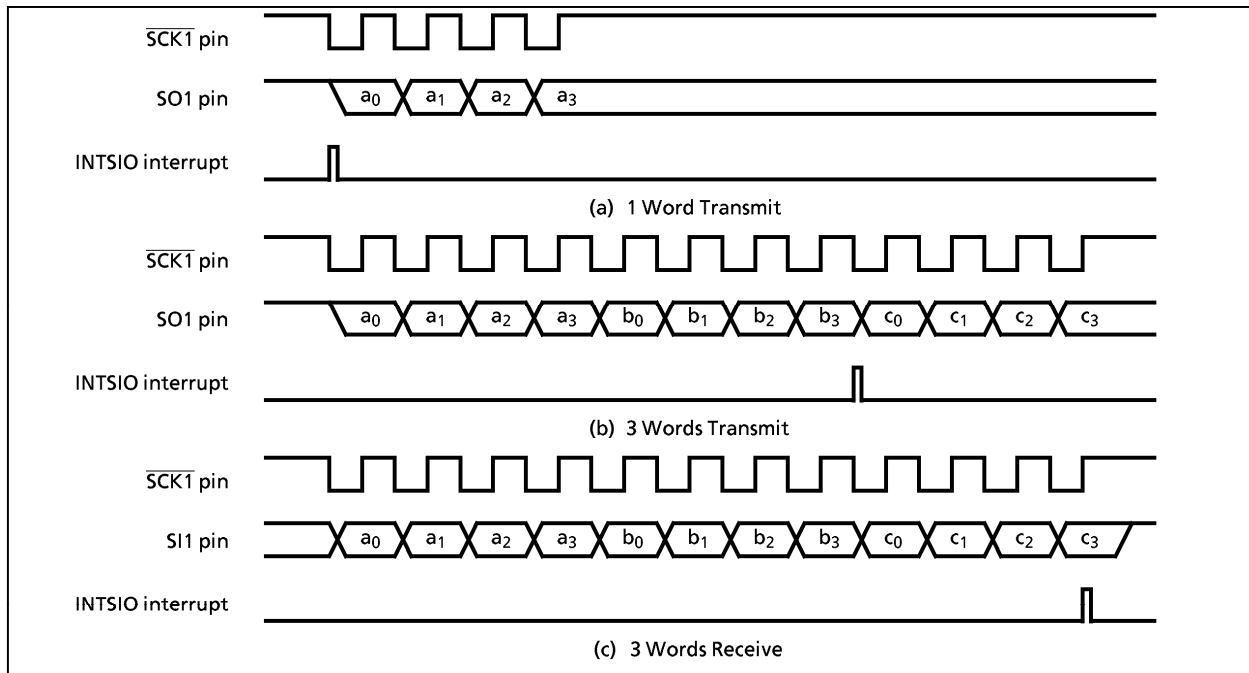 SCK1 pin
SO1 pin a0 a1 a2 a3
INTSIO interrupt
(a) 1 Word Transmit
SCK1 pin
SO1 pin a0 a1 a2 a3 b0 b1 b2 b3 c0 c1 c2 c3
INTSIO interrupt
(b) 3 Words Transmit
SCK1 pin
SI1 pin a0 a1 a2 a3 b0 b1 b2 b3 c0 c1 c2 c3
INTSIO interrupt
(c) 3 Words Receive